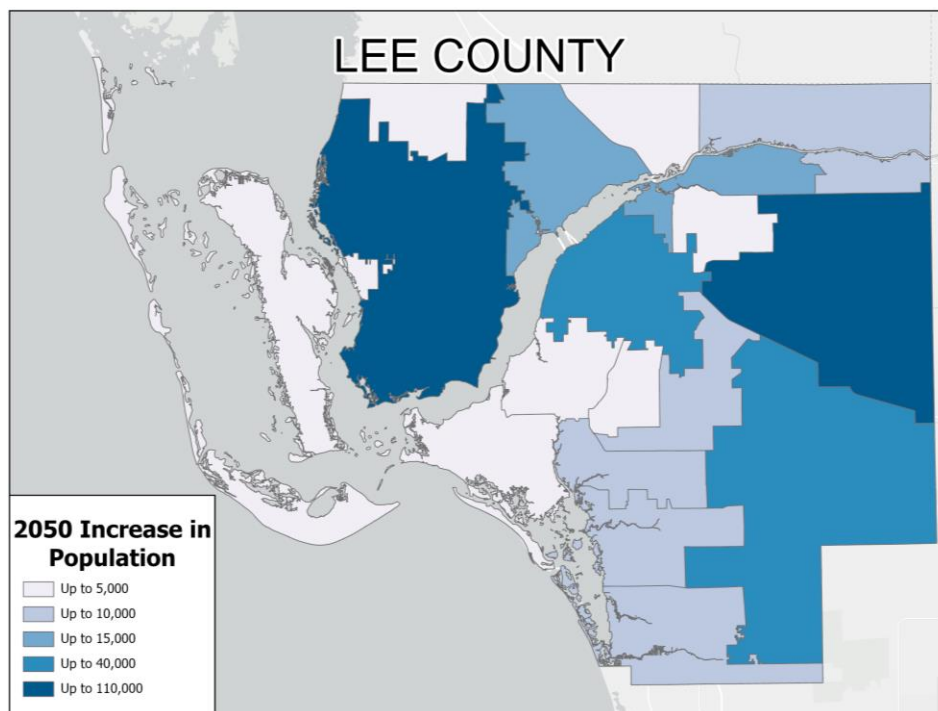 LEE COUNTY
2050 Increase in
Population
Up to 5,000
Up to 10,000
Up to 15,000
Up to 40,000
Up to 110,000